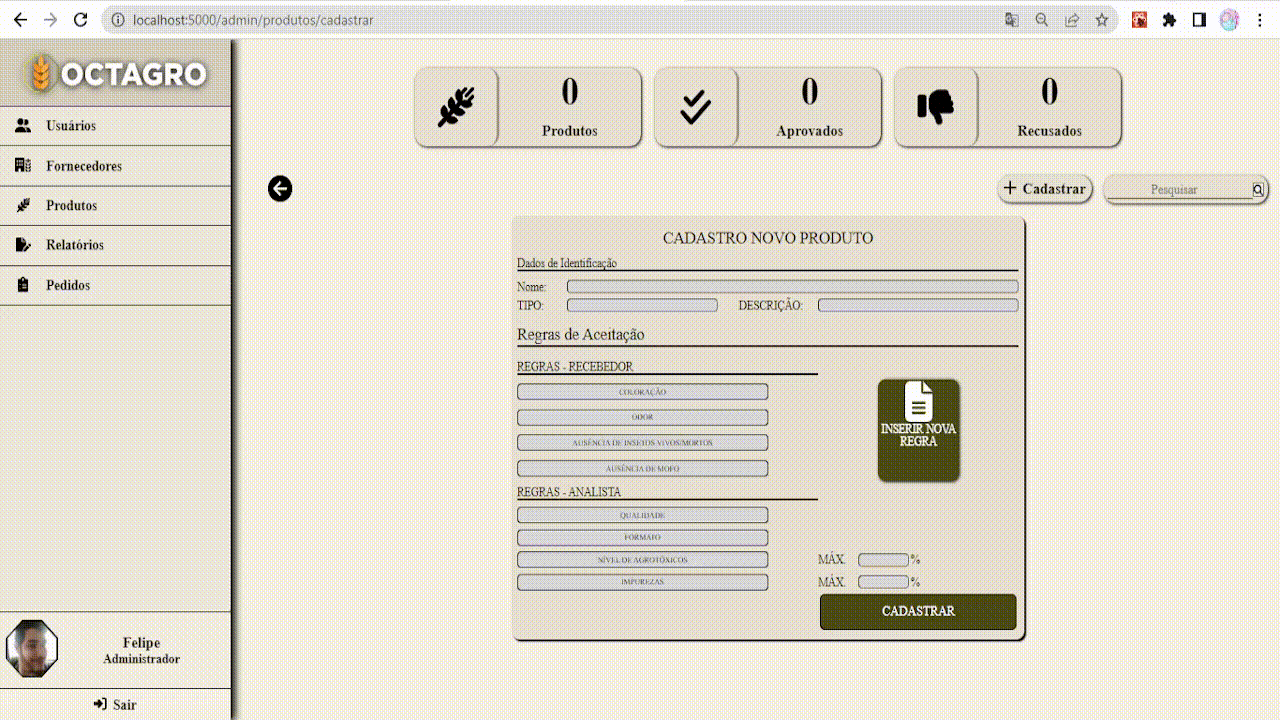 localhost:5000/admin/produtos/cadastrar
OCTAGRO
Usuários
Fornecedores
Produtos
Relatórios
Pedidos
Felipe
Administrador
Sair
0
Produtos
0
Aprovados
0
Recusados
+ Cadastrar
Pesquisar
CADASTRO NOVO PRODUTO
Dados de Identificação
Nome:
TIPO:
DESCRIÇÃO:
Regras de Aceitação
REGRAS - RECEBEDOR
COLORAÇÃO
ODOR
AUSÊNCIA DE INSETOS VIVOS/MORTOS
AUSÊNCIA DE MOFO
INSERIR NOVA
REGRA
REGRAS - ANALISTA
QUALIDADE
FORMATO
NÍVEL DE AGROTÓXICOS
MÁX. %
IMPUREZAS
MÁX. %
CADASTRAR